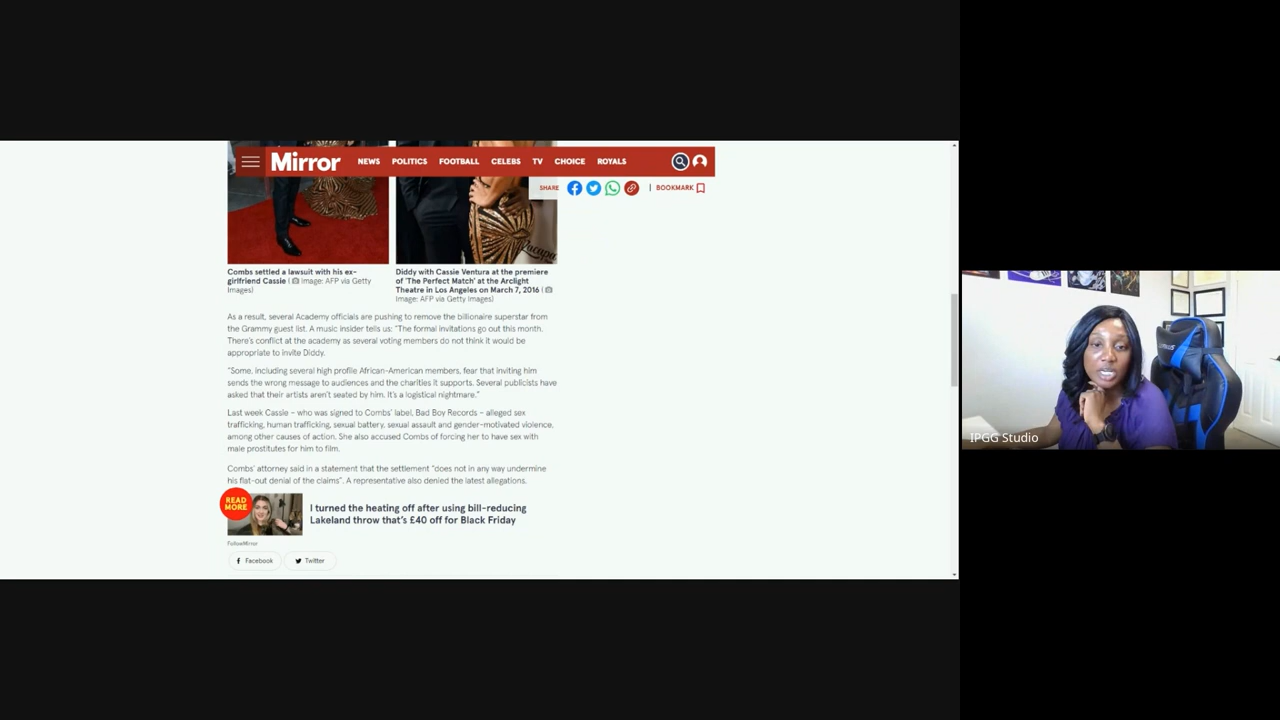 Mirror NEWS POLITICS FOOTBALL CELEBS TV CHOICE ROYALS
SHARE | BOOKMARK
Combs settled a lawsuit with his ex-
girlfriend Cassie ( Image: AFP via Getty
Images)
Diddy with Cassie Ventura at the premiere
of 'The Perfect Match' at the Arclight
Theatre in Los Angeles on March 7, 2016 (
Image: AFP via Getty Images)
As a result, several Academy officials are pushing to remove the billionaire superstar from
the Grammy guest list. A music insider tells us: "The formal invitations go out this month.
There's conflict at the academy as several voting members do not think it would be
appropriate to invite Diddy.
"Some, including several high profile African-American members, fear that inviting him
sends the wrong message to audiences and the charities it supports. Several publicists have
asked that their artists aren't seated by him. It's a logistical nightmare."
Last week Cassie – who was signed to Combs' label, Bad Boy Records – alleged sex
trafficking, human trafficking, sexual battery, sexual assault and gender-motivated violence,
among other causes of action. She also accused Combs of forcing her to have sex with
male prostitutes for him to film.
Combs' attorney said in a statement that the settlement "does not in any way undermine
his flat-out denial of the claims". A representative also denied the latest allegations.
READ
MORE
I turned the heating off after using bill-reducing
Lakeland throw that's £40 off for Black Friday
FollowMirror
Facebook Twitter
IPGG Studio